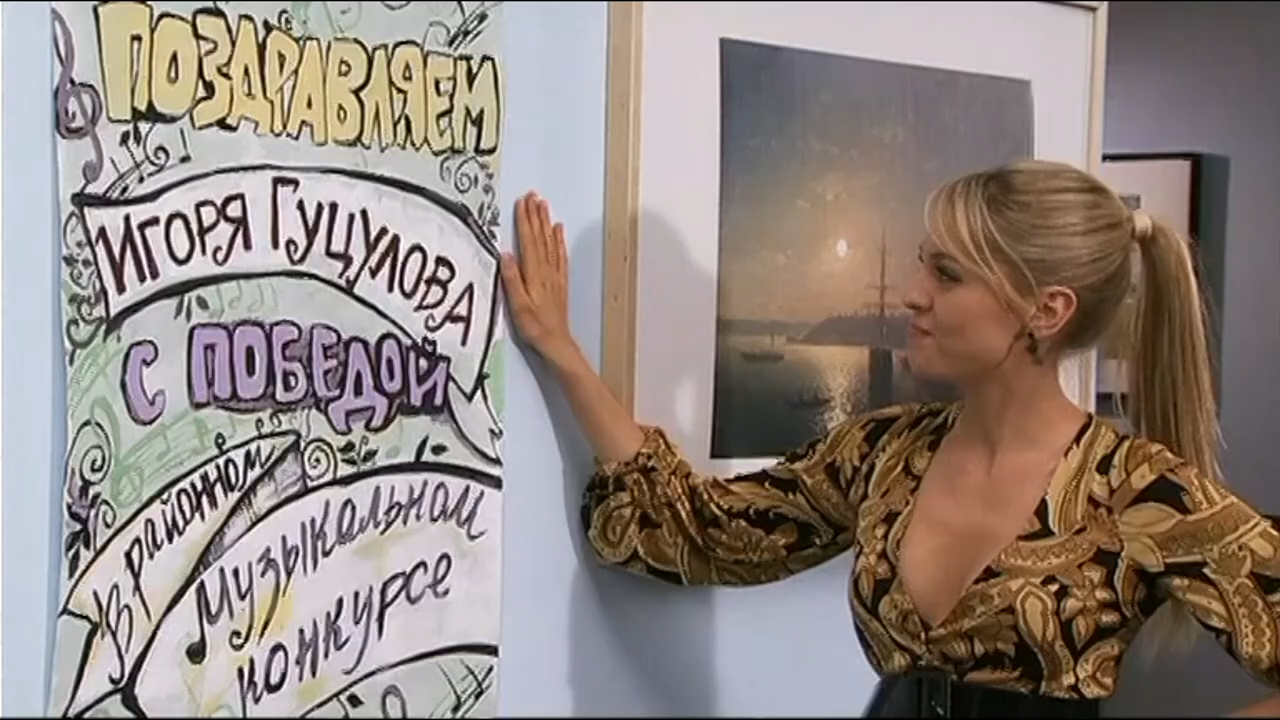 ПОЗДРАВЛЯЕМ
ИГОРЯ ГУЦУЛОВА
С ПОБЕДОЙ
В районном
музыкальном
конкурсе